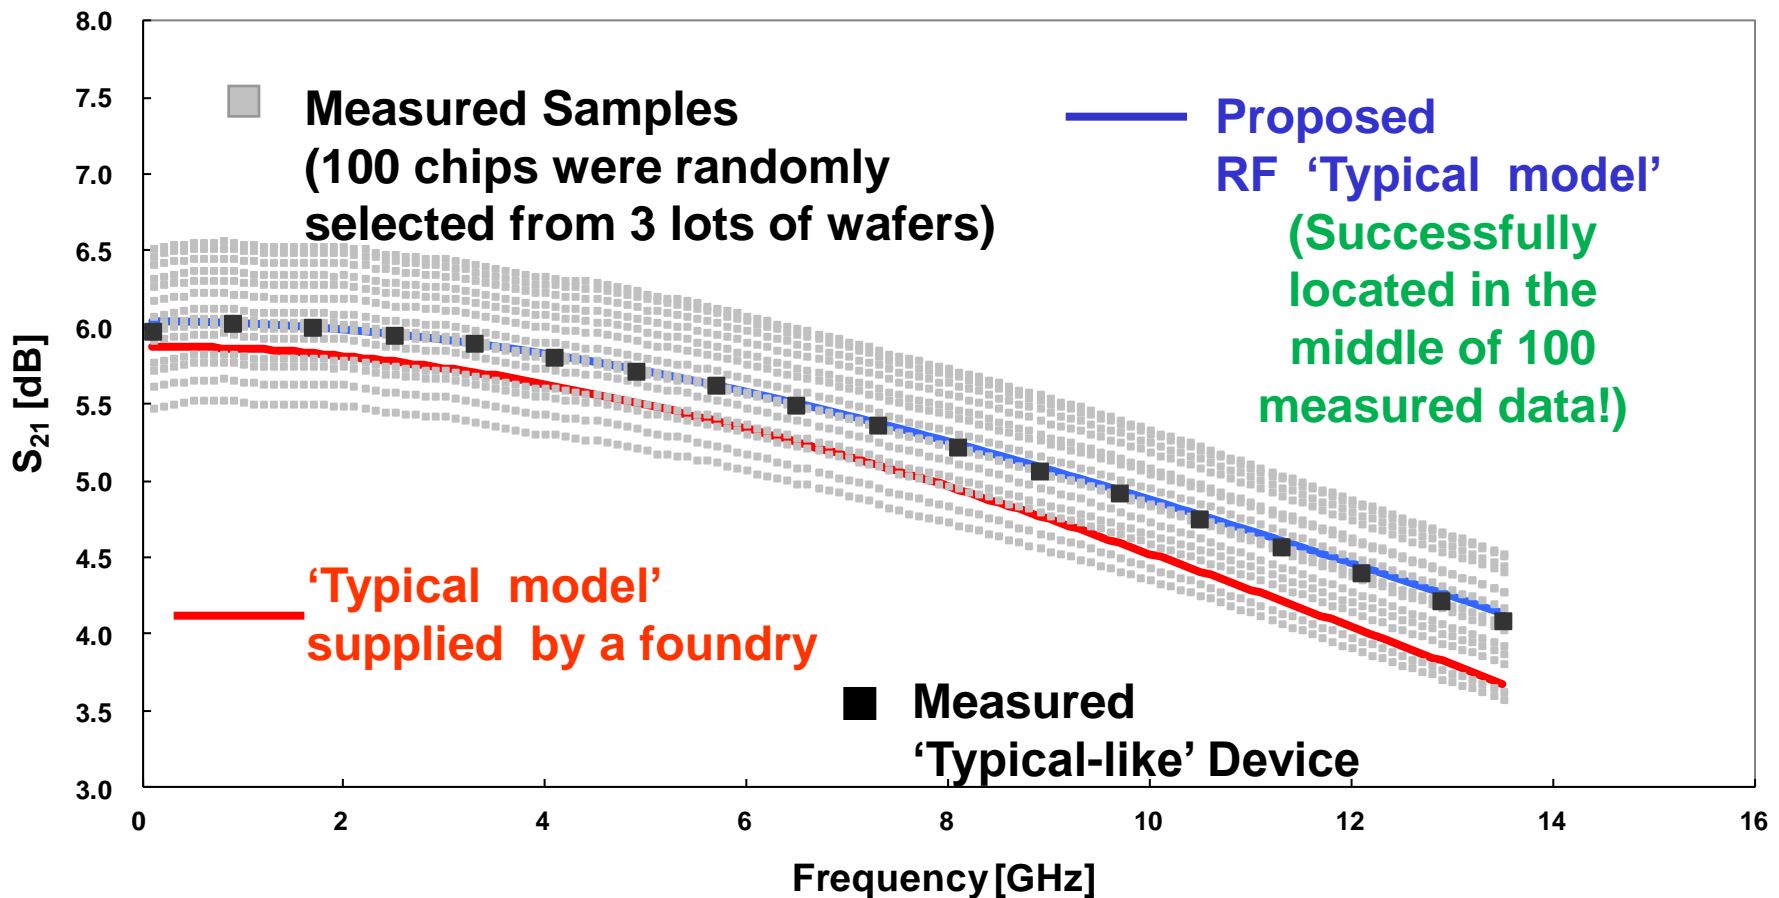 8.0
7.5
7.0
6.5
6.0
5.5
5.0
4.5
4.0
3.5
3.0
S21 [dB]
Measured Samples
(100 chips were randomly
selected from 3 lots of wafers)
Proposed
RF ‘Typical model’
(Successfully
located in the
middle of 100
measured data!)
‘Typical model’
supplied by a foundry
Measured
‘Typical-like’ Device
0 2 4 6 8 10 12 14 16
Frequency [GHz]